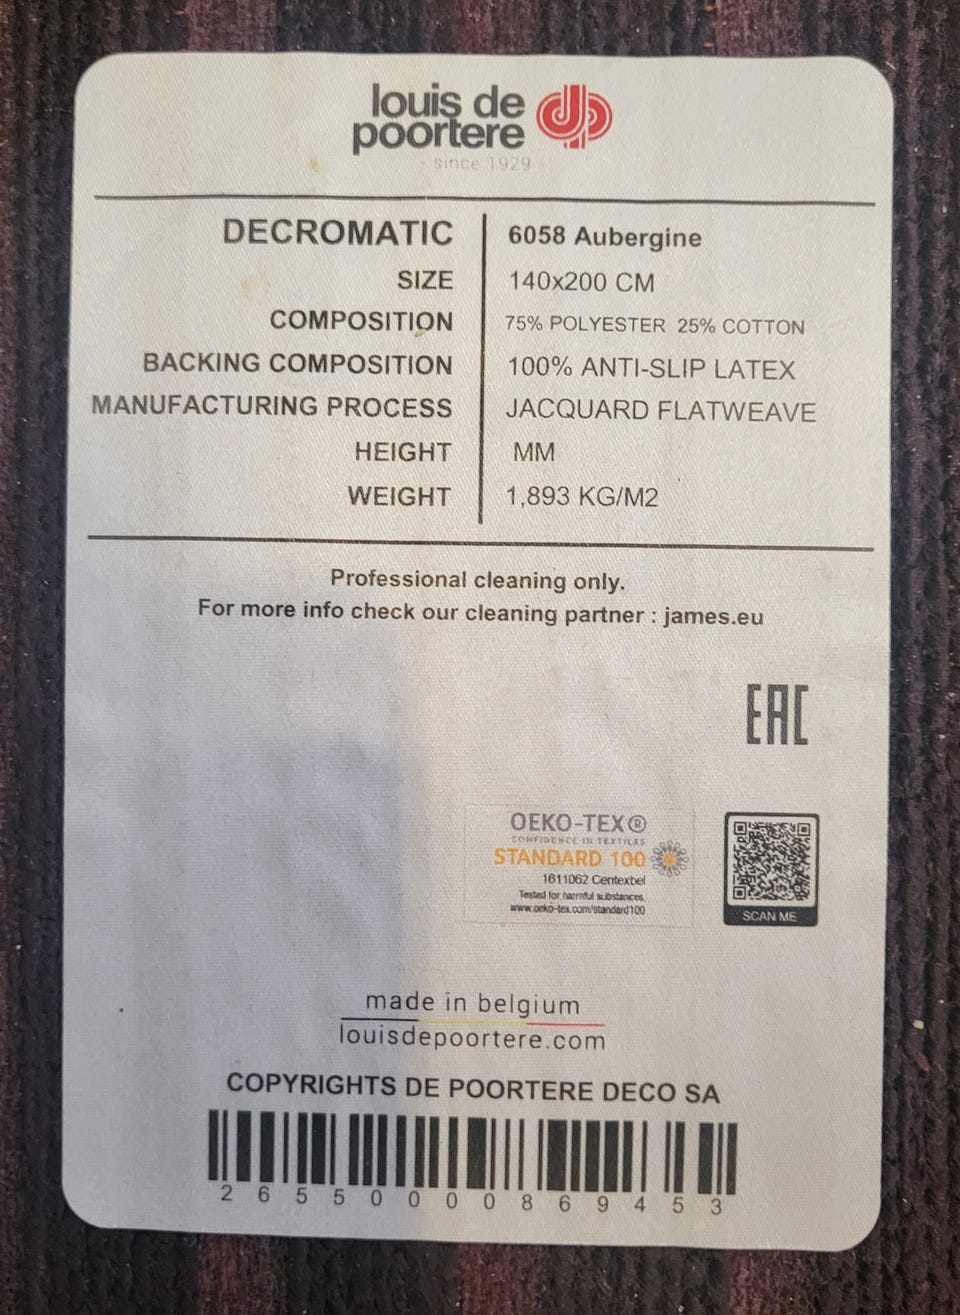 louis de
poortere
- since 1929 -
DECROMATIC 6058 Aubergine
SIZE 140x200 CM
COMPOSITION 75% POLYESTER 25% COTTON
BACKING COMPOSITION 100% ANTI-SLIP LATEX
MANUFACTURING PROCESS JACQUARD FLATWEAVE
HEIGHT MM
WEIGHT 1,893 KG/M2
Professional cleaning only.
For more info check our cleaning partner : james.eu
EAC
OEKO-TEX®
CONFIDENCE IN TEXTILES
STANDARD 100
1611062 Centexbel
Tested for harmful substances.
www.oeko-tex.com/standard100
SCAN ME
made in belgium
louisdepoortere.com
COPYRIGHTS DE POORTERE DECO SA
26550000869453